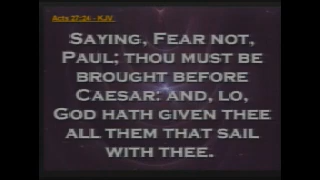 Acts 27:24 - KJV
Saying, Fear not,
Paul; thou must be
brought before
Caesar: and, lo,
God hath given thee
all them that sail
with thee.